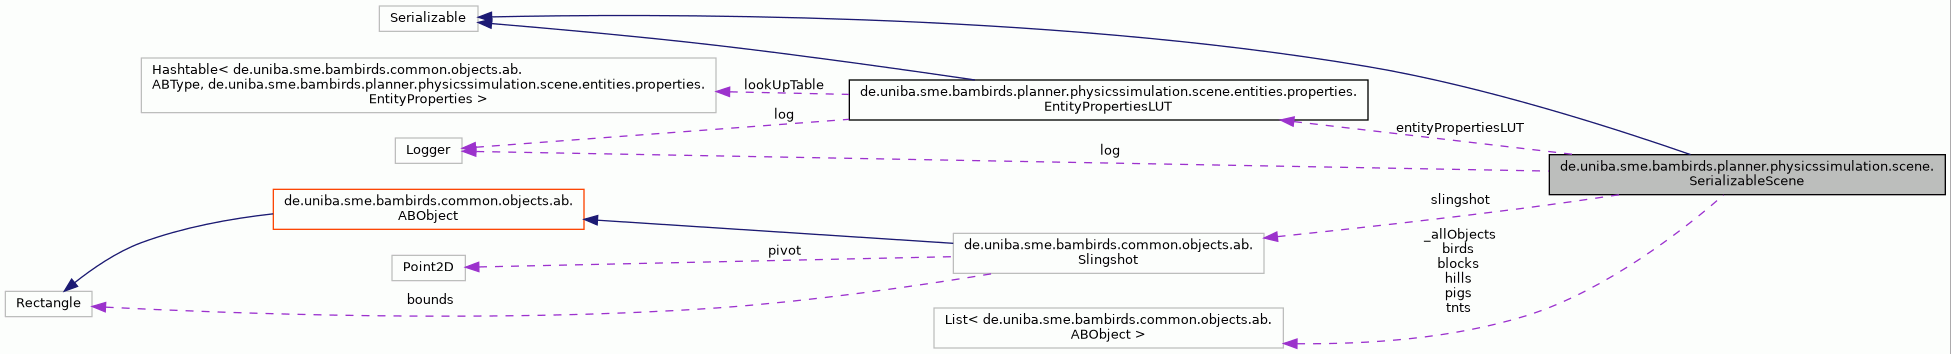 Serializable
Hashtable< de.uniba.sme.bambirds.common.objects.ab.
ABType, de.uniba.sme.bambirds.planner.physicssimulation.scene.entities.properties.
EntityProperties >
lookUpTable
de.uniba.sme.bambirds.planner.physicssimulation.scene.entities.properties.
EntityPropertiesLUT
log
entityPropertiesLUT
Logger
log
de.uniba.sme.bambirds.planner.physicssimulation.scene.
SerializableScene
de.uniba.sme.bambirds.common.objects.ab.
ABObject
slingshot
_allObjects
birds
blocks
hills
pigs
tnts
de.uniba.sme.bambirds.common.objects.ab.
Slingshot
pivot
Point2D
Rectangle
bounds
List< de.uniba.sme.bambirds.common.objects.ab.
ABObject >